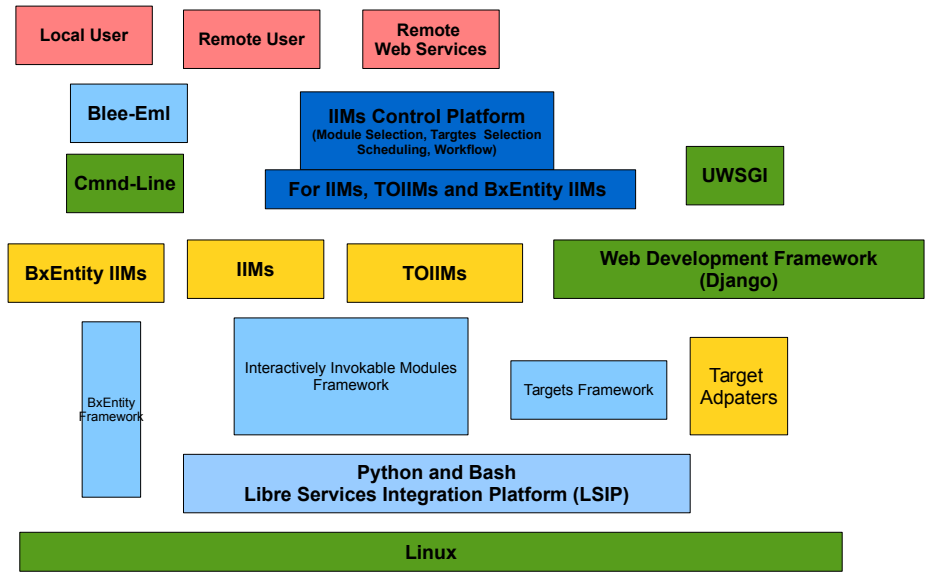 Local User
Remote User
Remote
Web Services
Blee-Eml
IIMs Control Platform
(Module Selection, Targtes Selection
Scheduling, Workflow)
Cmnd-Line
For IIMs, TOIIMs and BxEntity IIMs
UWSGI
BxEntity IIMs
IIMs
TOIIMs
Web Development Framework
(Django)
Interactively Invokable Modules
Framework
BxEntity
Framework
Targets Framework
Target
Adpaters
Python and Bash
Libre Services Integration Platform (LSIP)
Linux